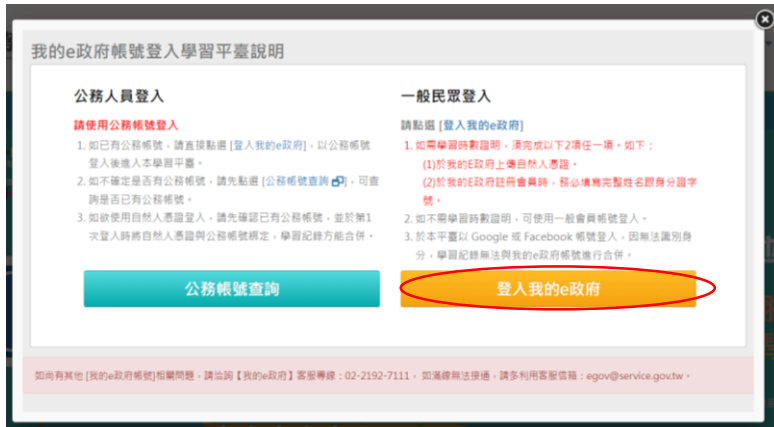 我的e政府帳號登入學習平臺說明
公務人員登入
請使用公務帳號登入
1. 如已有公務帳號，請直接點選 [登入我的e政府]，以公務帳號
登入後進入本學習平臺。
2. 如不確定是否有公務帳號，請先點選 [公務帳號查詢]，可查
詢是否已有公務帳號。
3. 如欲使用自然人憑證登入，請先確認已有公務帳號，並於第1
次登入時將自然人憑證與公務帳號綁定，學習紀錄方能合併。
公務帳號查詢
一般民眾登入
請點選 [登入我的e政府]
1. 如需學習時數證明，須完成以下2項任一項。如下：
(1)於我的E政府上傳自然人憑證。
(2)於我的E政府註冊會員時，務必填寫完整姓名跟身分證字
號。
2. 如不需學習時數證明，可使用一般會員帳號登入。
3. 於本平臺以 Google 或 Facebook 帳號登入，因無法識別身
分，學習紀錄無法與我的e政府帳號進行合併。
登入我的e政府
如尚有其他 [我的e政府帳號]相關問題，請洽詢【我的e政府】客服專線：02-2192-7111， 如滿線無法接通，請多利用客服信箱：egov@service.gov.tw。